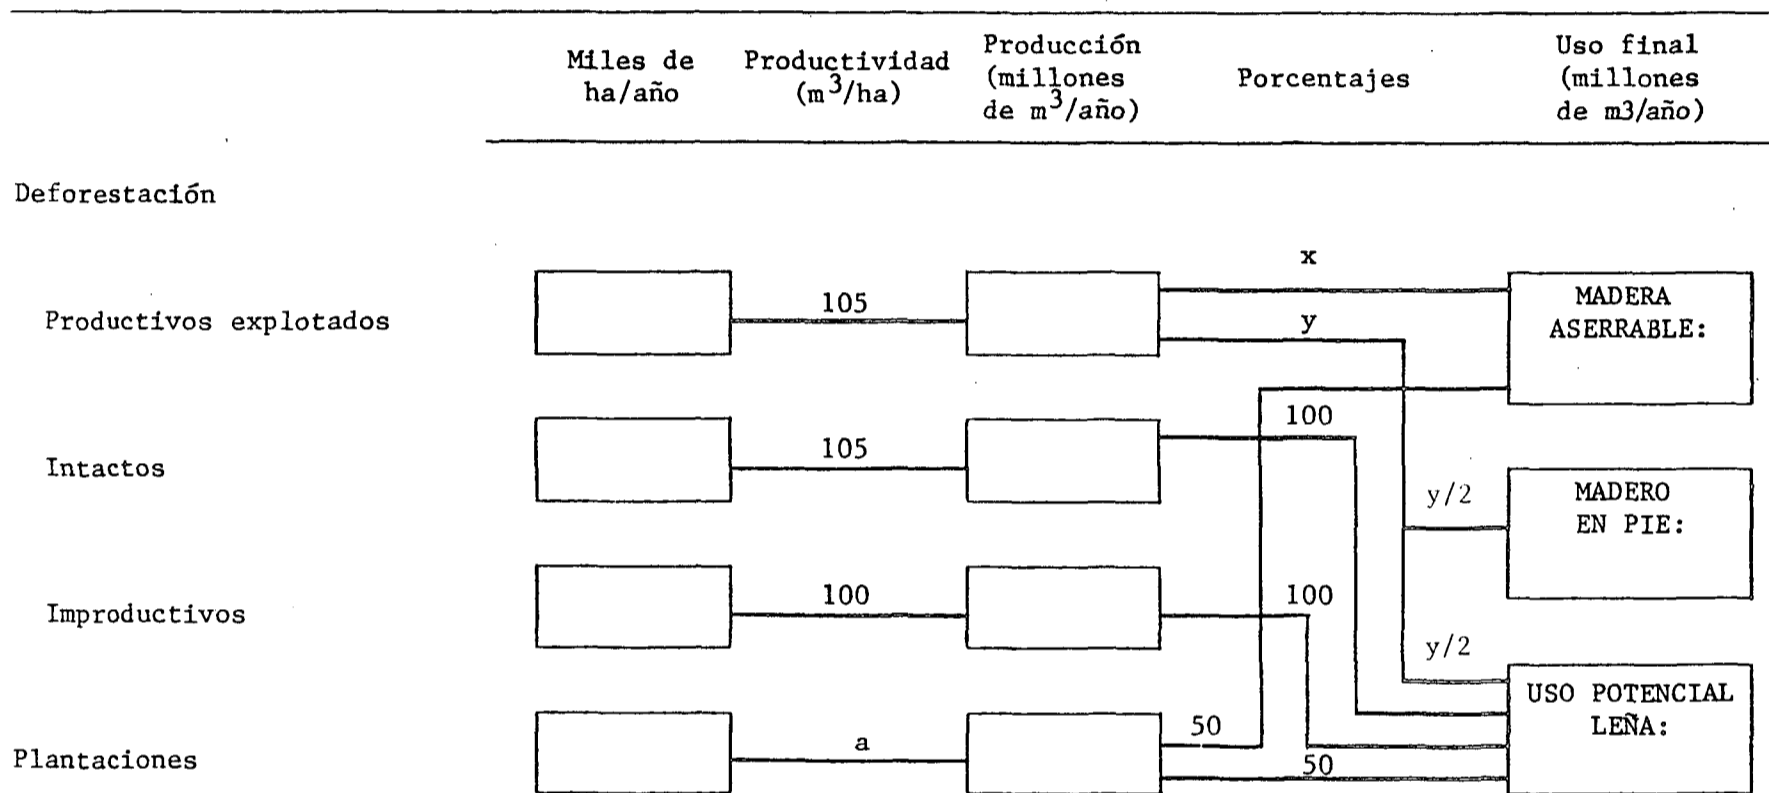 Miles de
ha/año
Productividad
(m³/ha)
Producción
(millones
de m³/año)
Porcentajes
Uso final
(millones
de m3/año)
Deforestación
Productivos explotados
105
x
y
MADERA
ASERRABLE:
Intactos
105
100
y/2
MADERO
EN PIE:
Improductivos
100
100
y/2
USO POTENCIAL
LEÑA:
Plantaciones
a
50
50